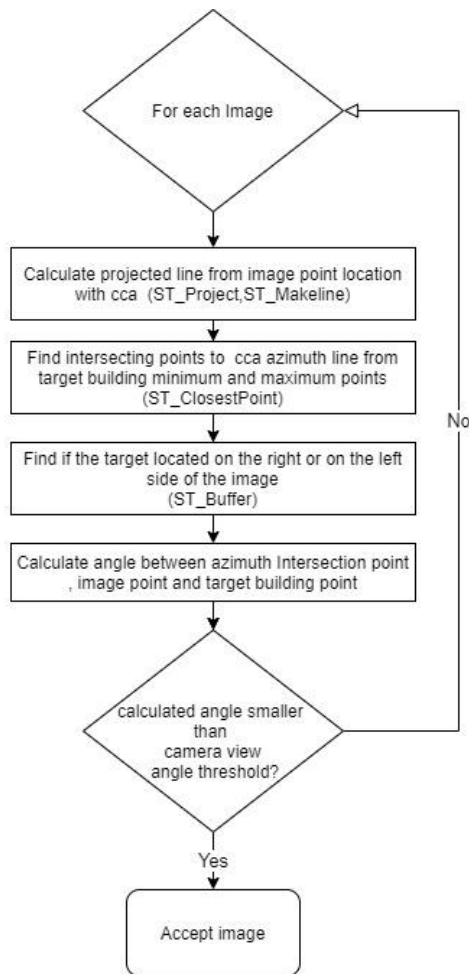 For each Image
Calculate projected line from image point location
with cca (ST_Project,ST_Makeline)
Find intersecting points to cca azimuth line from
target building minimum and maximum points
(ST_ClosestPoint)
Find if the target located on the right or on the left
side of the image
(ST_Buffer)
Calculate angle between azimuth Intersection point
, image point and target building point
calculated angle smaller
than
camera view
angle threshold?
No
Yes
Accept image